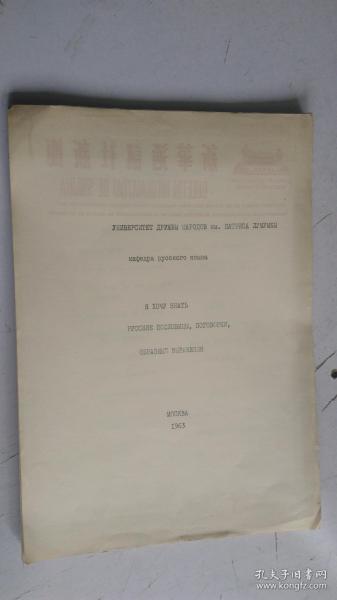 УНИВЕРСИТЕТ ДРУЖБЫ НАРОДОВ им. ПАТРИСА ЛУМУМБЫ
кафедра русского языка
Я ХОЧУ ЗНАТЬ
РУССКИЕ ПОСЛОВИЦЫ, ПОГОВОРКИ,
ОБРАЗНЫЕ ВЫРАЖЕНИЯ
МОСКВА
1963
孔夫子旧书网